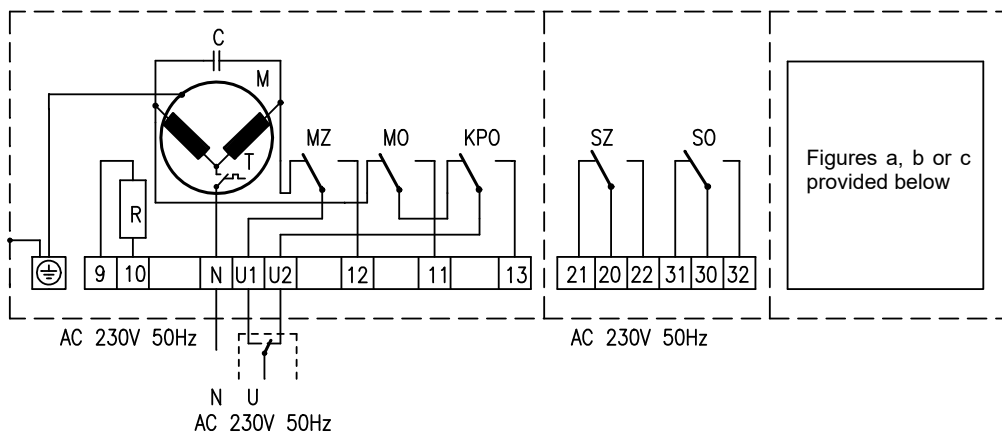 C
M
T
MZ
MO
KPO
SZ
SO
R
9 10 N U1 U2 12 11 13
21 20 22 31 30 32
Figures a, b or c
provided below
AC 230V 50Hz
AC 230V 50Hz
N U
AC 230V 50Hz